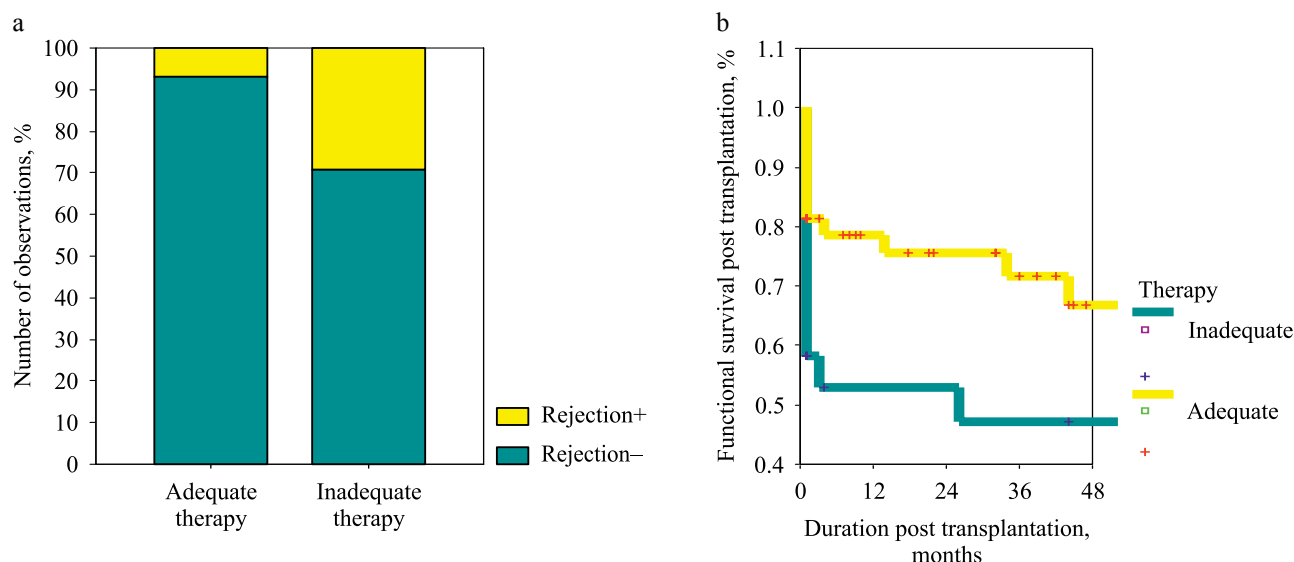 a
Number of observations, %
100
90
80
70
60
50
40
30
20
10
0
Adequate
therapy
Inadequate
therapy
Rejection+
Rejection–
b
Functional survival post transplantation, %
1.1
1.0
0.9
0.8
0.7
0.6
0.5
0.4
0 12 24 36 48
Duration post transplantation,
months
Therapy
Inadequate
Adequate